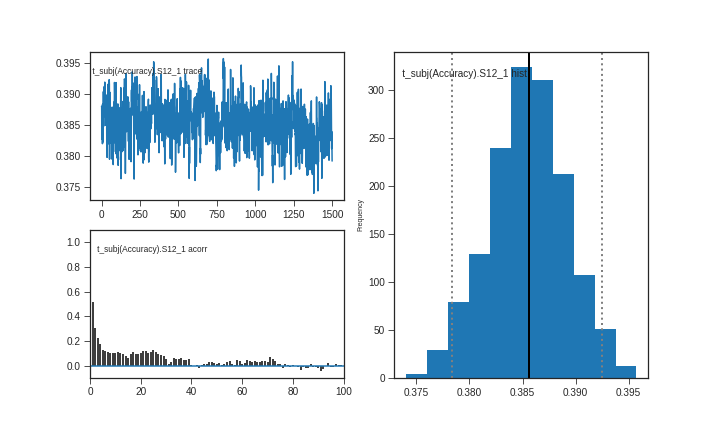 t_subj(Accuracy).S12_1 trace
0.395
0.390
0.385
0.380
0.375
0 250 500 750 1000 1250 1500
t_subj(Accuracy).S12_1 acorr
1.0
0.8
0.6
0.4
0.2
0.0
0 20 40 60 80 100
t_subj(Accuracy).S12_1 hist
Frequency
300
250
200
150
100
50
0
0.375 0.380 0.385 0.390 0.395